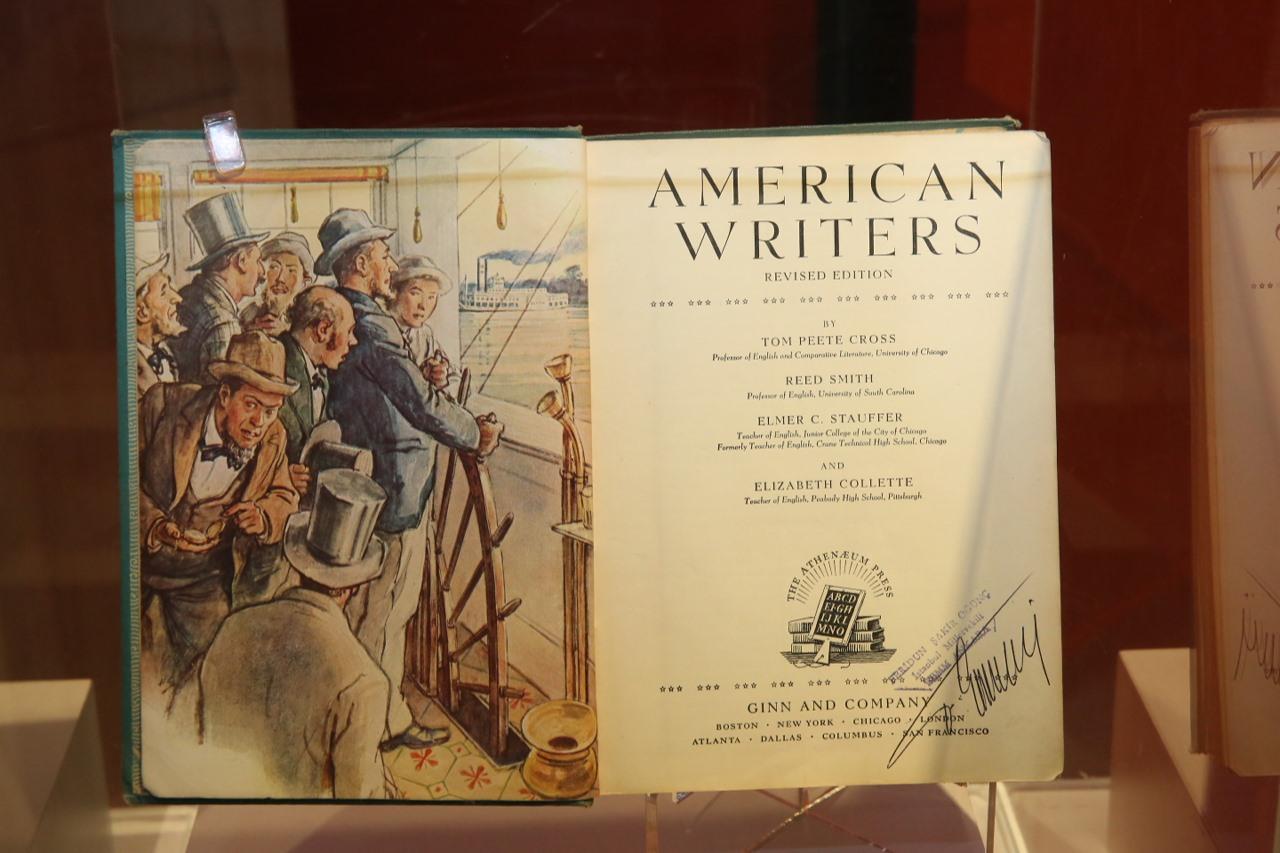 AMERICAN
WRITERS
REVISED EDITION
BY
TOM PEETE CROSS
Professor of English and Comparative Literature, University of Chicago
REED SMITH
Professor of English, University of South Carolina
ELMER C. STAUFFER
Teacher of English, Junior College of the City of Chicago
Formerly Teacher of English, Crane Technical High School, Chicago
AND
ELIZABETH COLLETTE
Teacher of English, Peabody High School, Pittsburgh
THE ATHENÆUM PRESS
ABCD
EFGH
IJKL
MNO
FERIDUN ŞAKİR ÖĞÜNÇ
İstanbul
GINN AND COMPANY
BOSTON · NEW YORK · CHICAGO · LONDON
ATLANTA · DALLAS · COLUMBUS · SAN FRANCISCO